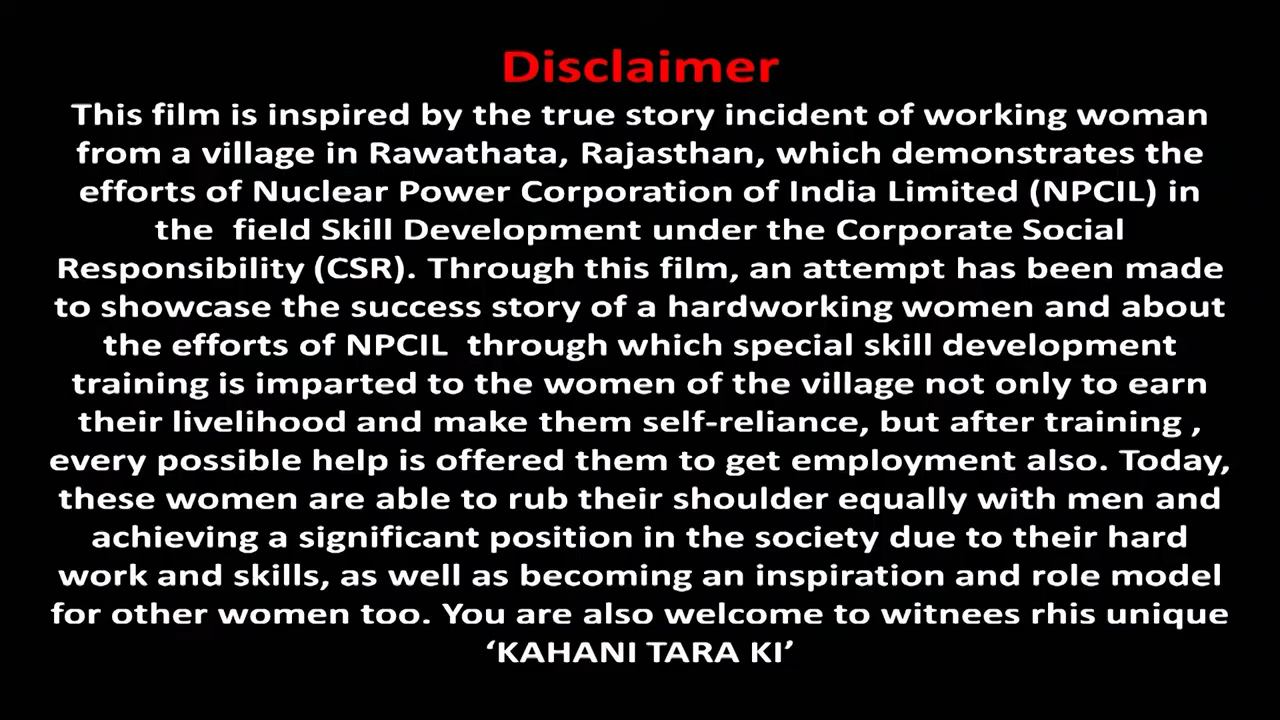 Disclaimer
This film is inspired by the true story incident of working woman
from a village in Rawathata, Rajasthan, which demonstrates the
efforts of Nuclear Power Corporation of India Limited (NPCIL) in
the  field Skill Development under the Corporate Social
Responsibility (CSR). Through this film, an attempt has been made
to showcase the success story of a hardworking women and about
the efforts of NPCIL  through which special skill development
training is imparted to the women of the village not only to earn
their livelihood and make them self-reliance, but after training ,
every possible help is offered them to get employment also. Today,
these women are able to rub their shoulder equally with men and
achieving a significant position in the society due to their hard
work and skills, as well as becoming an inspiration and role model
for other women too. You are also welcome to witnees rhis unique
‘KAHANI TARA KI’